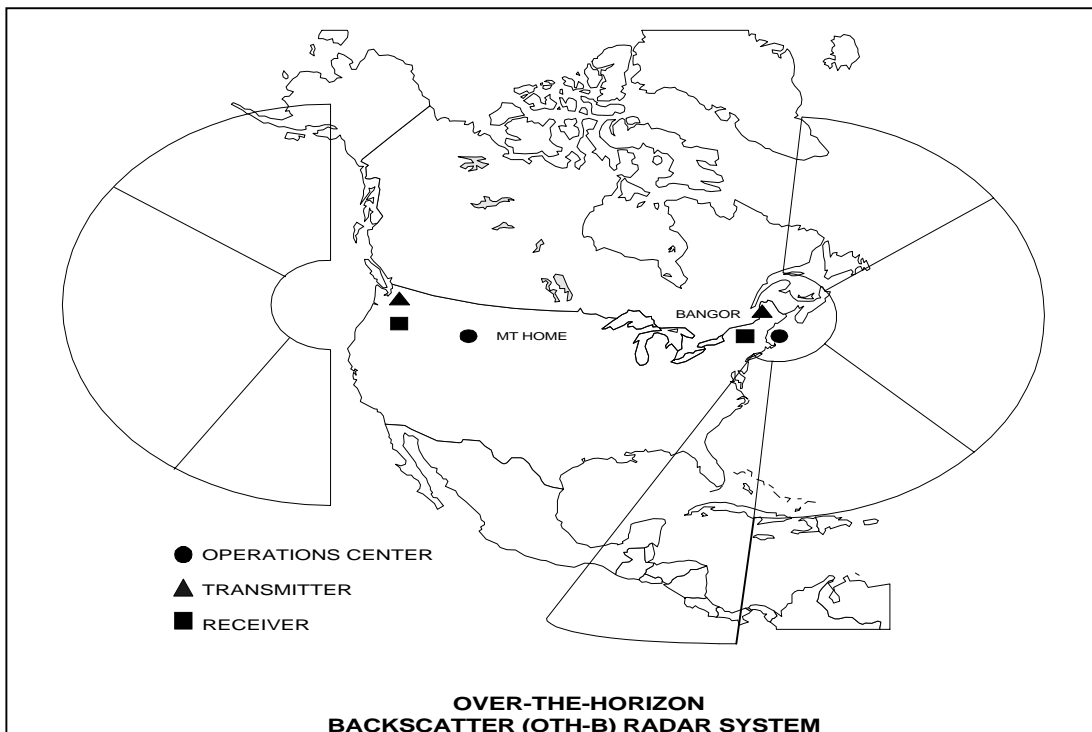 BANGOR
MT HOME
OPERATIONS CENTER
TRANSMITTER
RECEIVER
OVER-THE-HORIZON
BACKSCATTER (OTH-B) RADAR SYSTEM